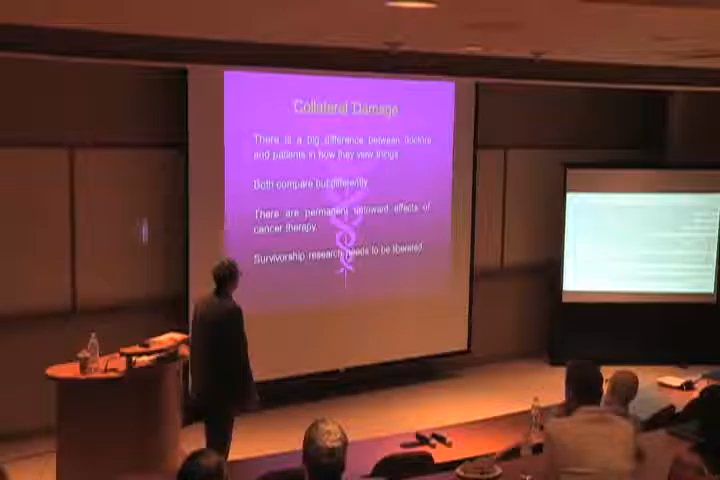 Collateral Damage
There is a big difference between doctors
and patients in how they view things
Both compare but differently
There are permanent untoward effects of
cancer therapy.
Survivorship research needs to be liberated